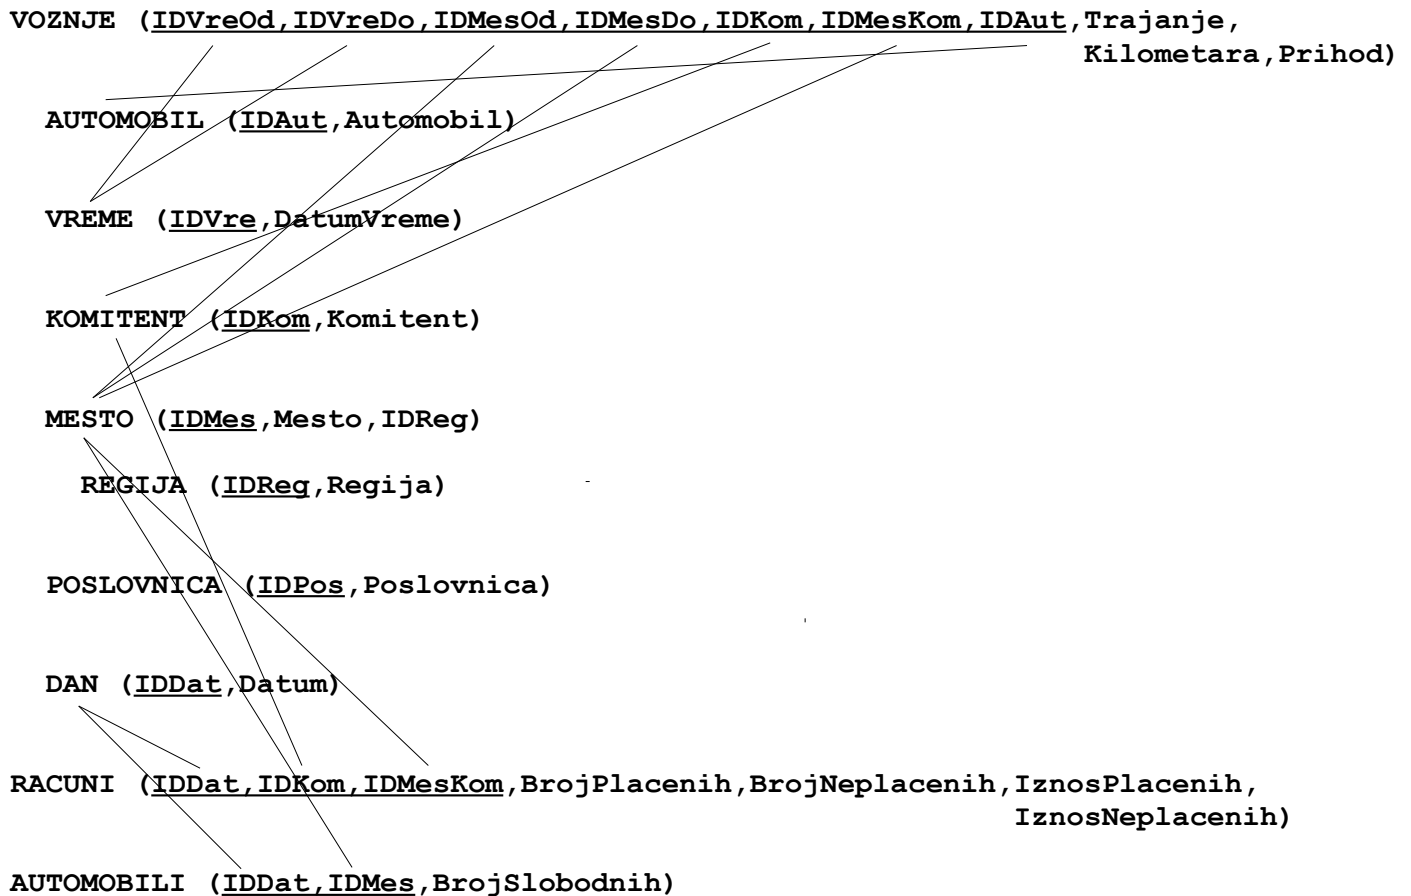 VOZNJE (IDVreOd,IDVreDo,IDMesOd,IDMesDo,IDKom,IDMesKom,IDAut,Trajanje,
Kilometara,Prihod)
AUTOMOBIL (IDAut,Automobil)
VREME (IDVre,DatumVreme)
KOMITENT (IDKom,Komitent)
MESTO (IDMes,Mesto,IDReg)
REGIJA (IDReg,Regija)
POSLOVNICA (IDPos,Poslovnica)
DAN (IDDat,Datum)
RACUNI (IDDat,IDKom,IDMesKom,BrojPlacenih,BrojNeplacenih,IznosPlacenih,
IznosNeplacenih)
AUTOMOBILI (IDDat,IDMes,BrojSlobodnih)